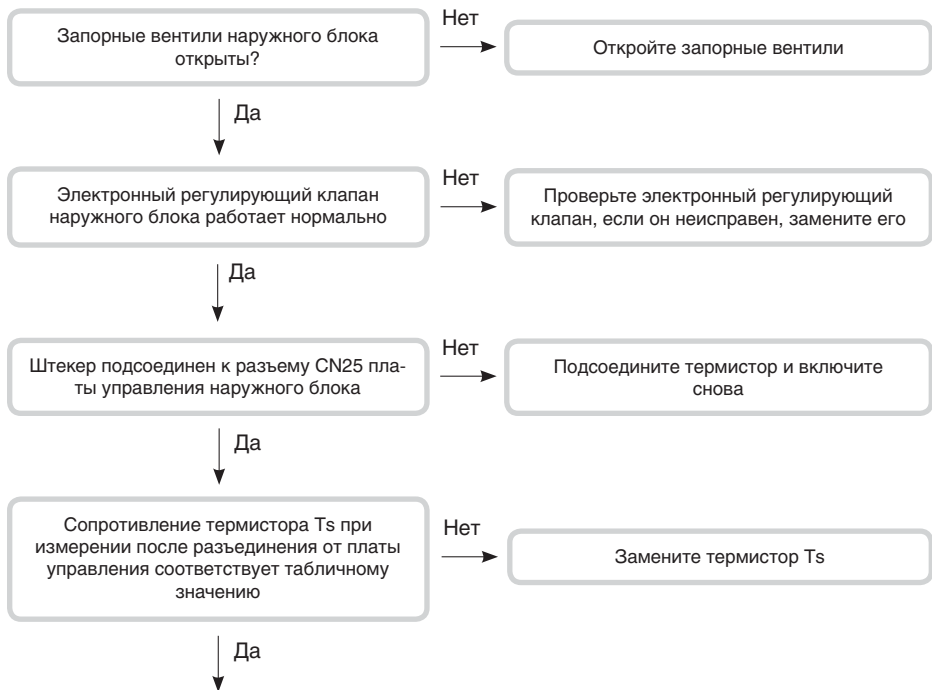 Запорные вентили наружного блока
открыты?
Нет
Откройте запорные вентили
Да
Электронный регулирующий клапан
наружного блока работает нормально
Нет
Проверьте электронный регулирующий
клапан, если он неисправен, замените его
Да
Штекер подсоединен к разъему CN25 пла-
ты управления наружного блока
Нет
Подсоедините термистор и включите
снова
Да
Сопротивление термистора Ts при
измерении после разъединения от платы
управления соответствует табличному
значению
Нет
Замените термистор Ts
Да